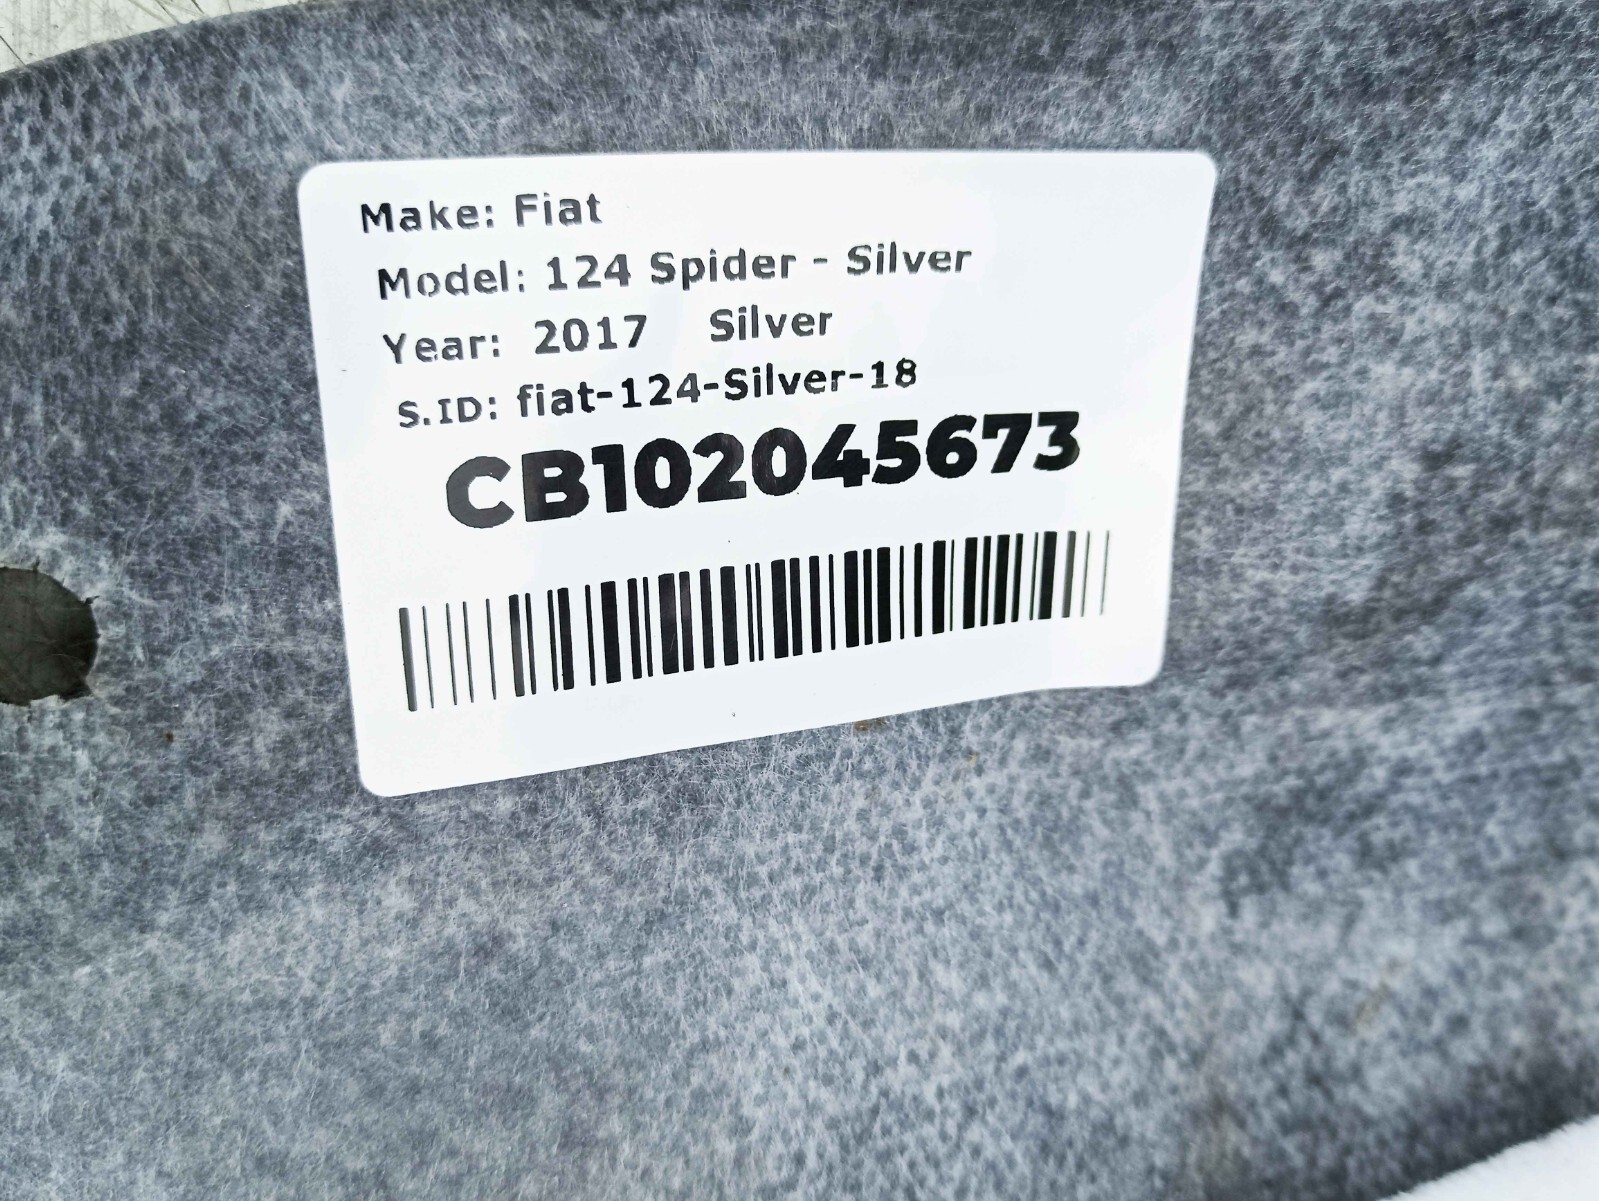 Make: Fiat
Model: 124 Spider - Silver
Year: 2017 Silver
S.ID: fiat-124-Silver-18
CB102045673